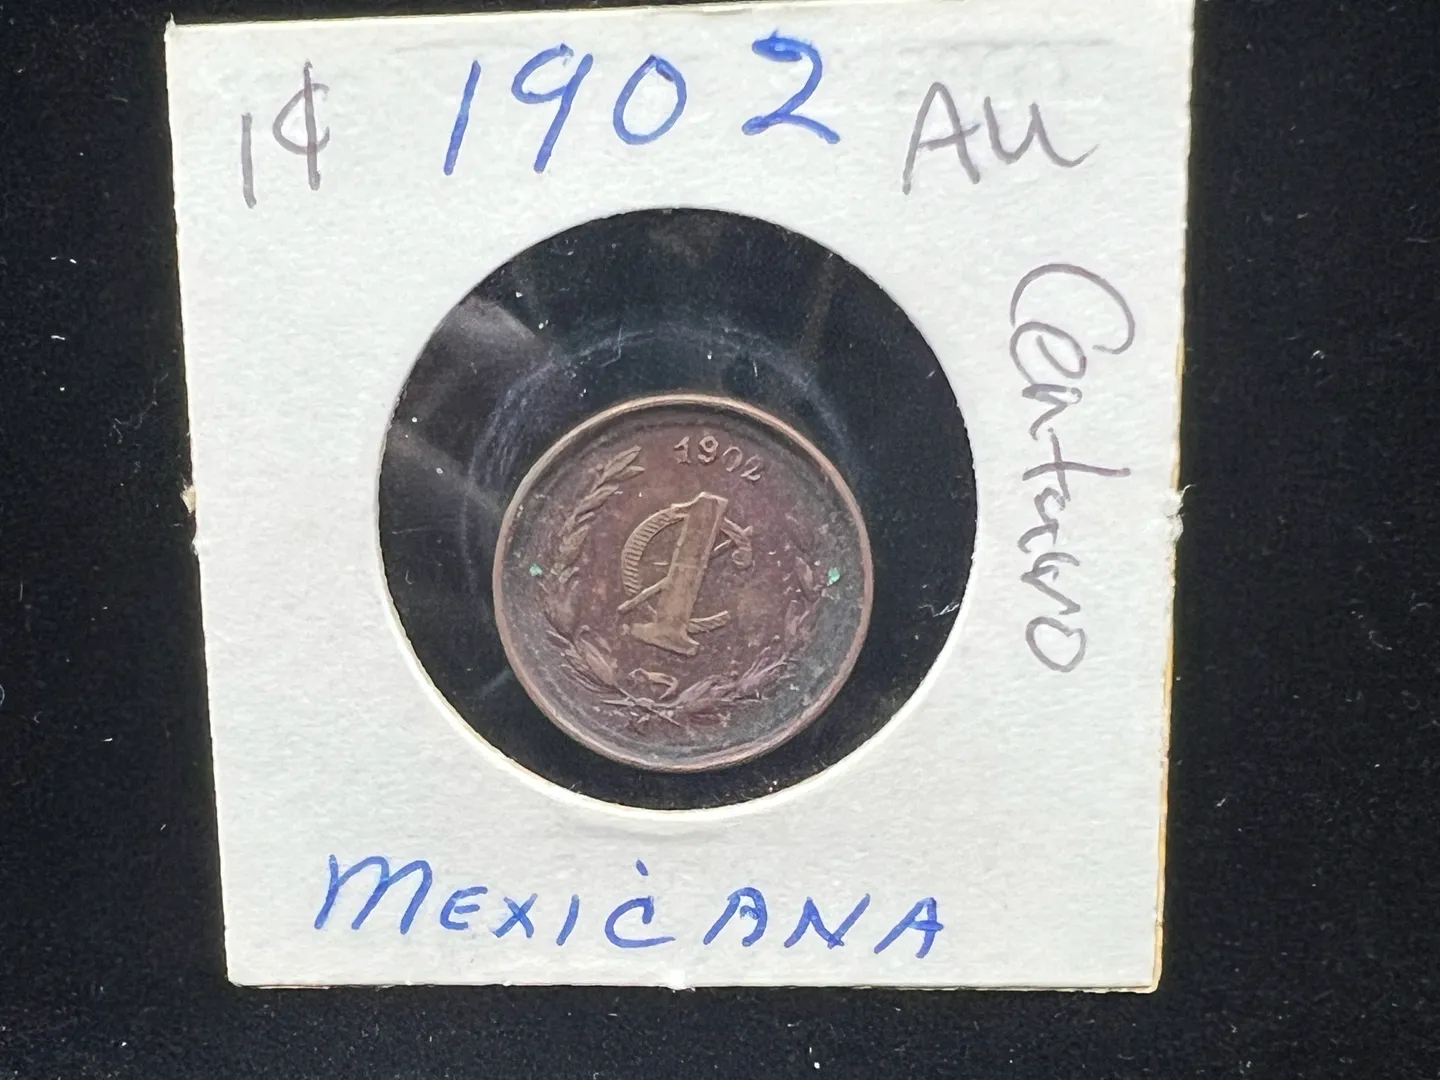 1¢ 1902 AU
Centavo
1902
1¢
MEXICANA